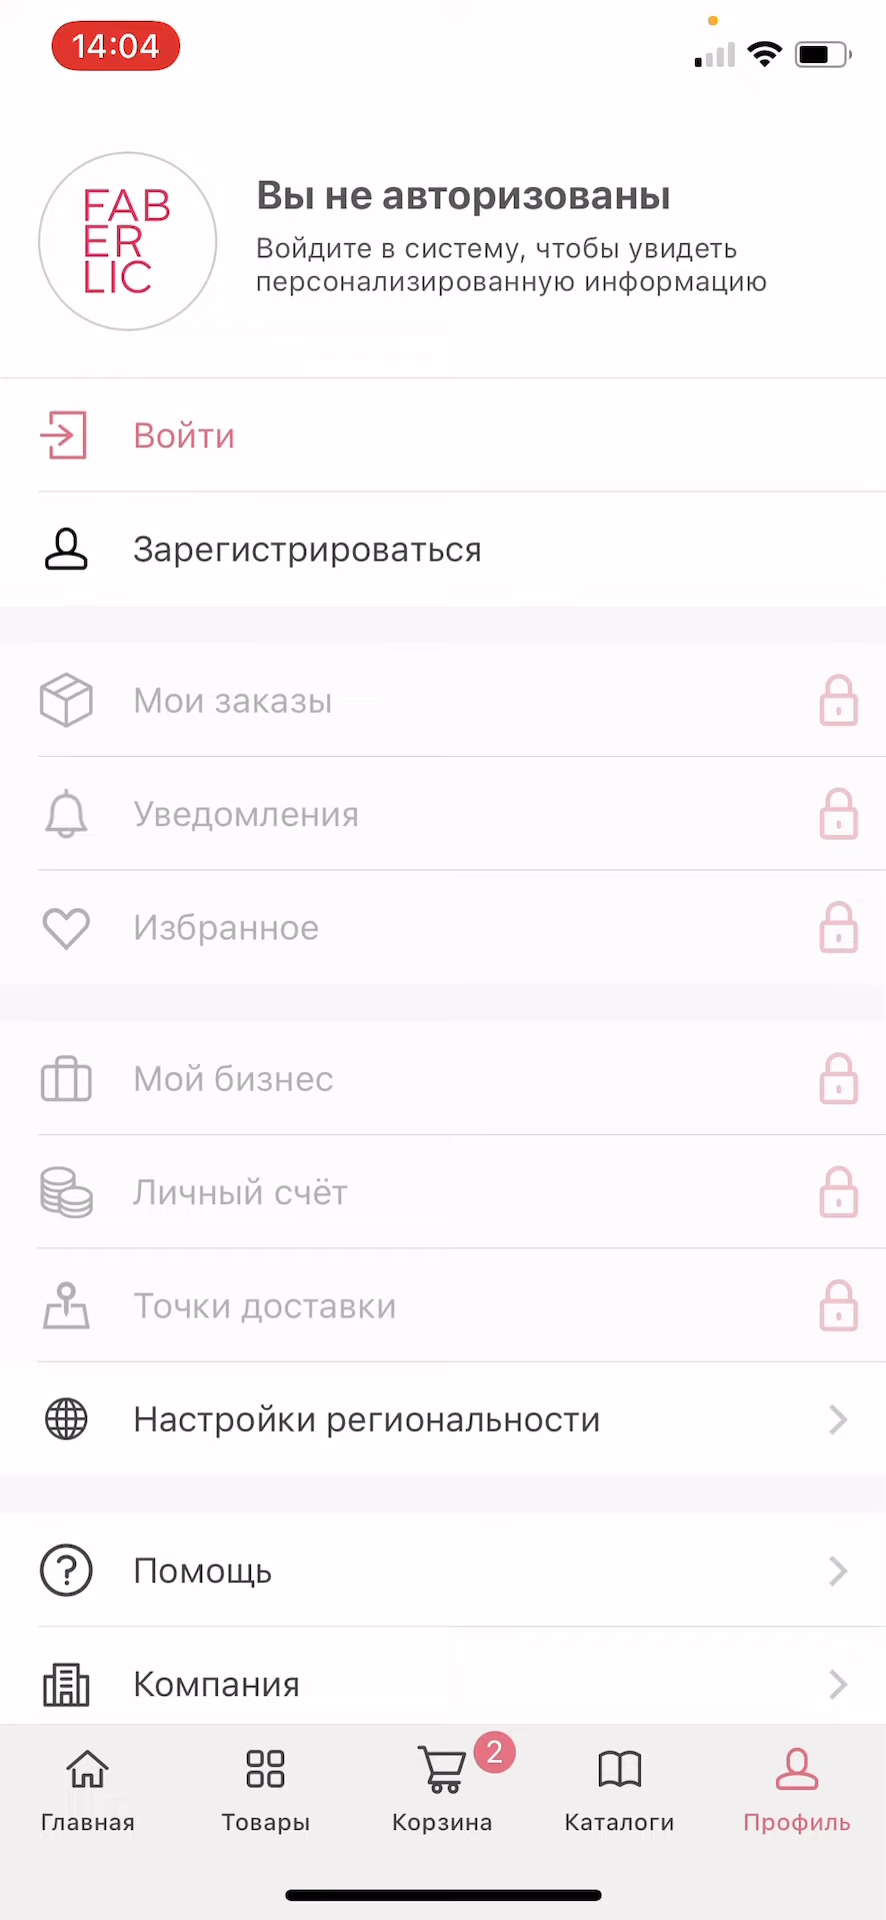 14:04
FAB
ER
LIC
Вы не авторизованы
Войдите в систему, чтобы увидеть
персонализированную информацию
Войти
Зарегистрироваться
Мои заказы
Уведомления
Избранное
Мой бизнес
Личный счёт
Точки доставки
Настройки региональности
Помощь
Компания
2
Главная
Товары
Корзина
Каталоги
Профиль